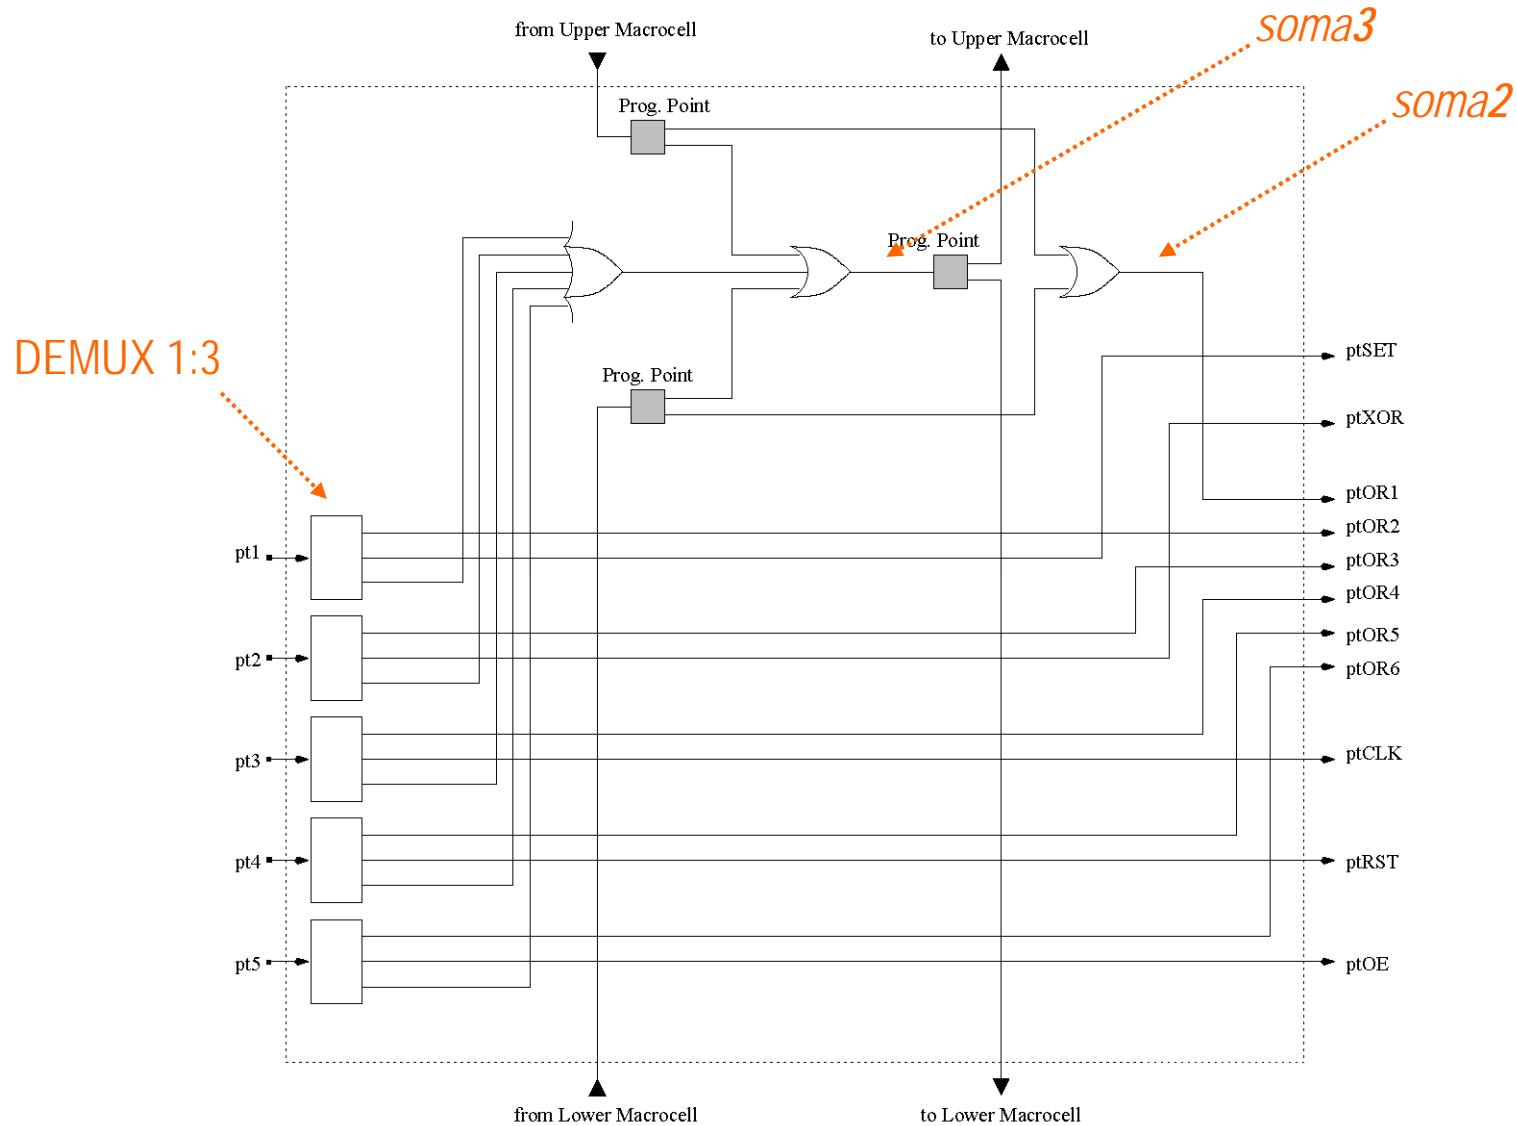 from Upper Macrocell
to Upper Macrocell
soma3
soma2
Prog. Point
Prog. Point
DEMUX 1:3
Prog. Point
ptSET
ptXOR
ptOR1
ptOR2
ptOR3
ptOR4
ptOR5
ptOR6
pt1
pt2
pt3
ptCLK
pt4
ptRST
pt5
ptOE
from Lower Macrocell
to Lower Macrocell